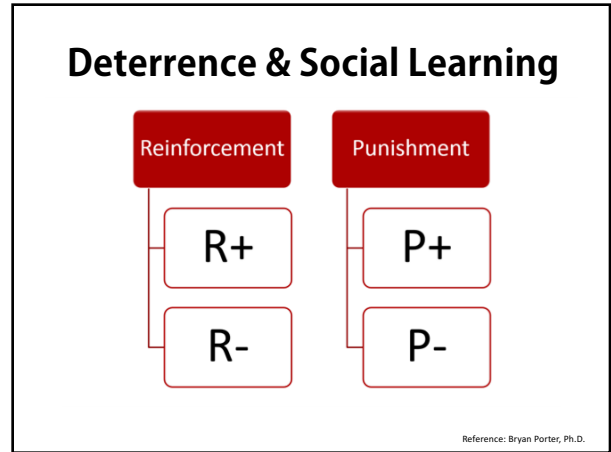 Deterrence & Social Learning
Reinforcement
R+
R-
Punishment
P+
P-
Reference: Bryan Porter, Ph.D.